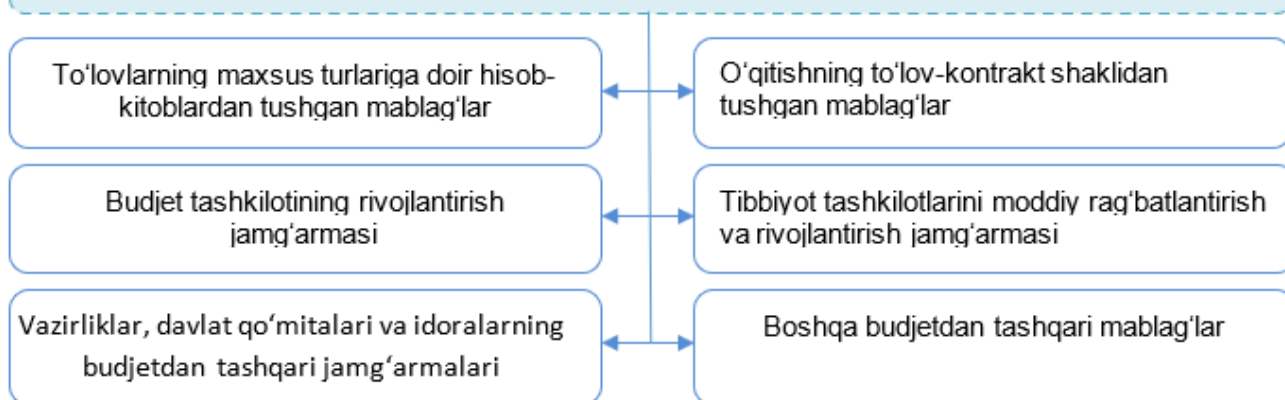 To‘lovlarning maxsus turlariga doir hisob-
kitoblardan tushgan mablag‘lar
O‘qitishning to‘lov-kontrakt shaklidan
tushgan mablag‘lar
Budjet tashkilotining rivojlantirish
jamg‘armasi
Tibbiyot tashkilotlarini moddiy rag‘batlantirish
va rivojlantirish jamg‘armasi
Vazirliklar, davlat qo‘mitalari va idoralarning
budjetdan tashqari jamg‘armalari
Boshqa budjetdan tashqari mablag‘lar